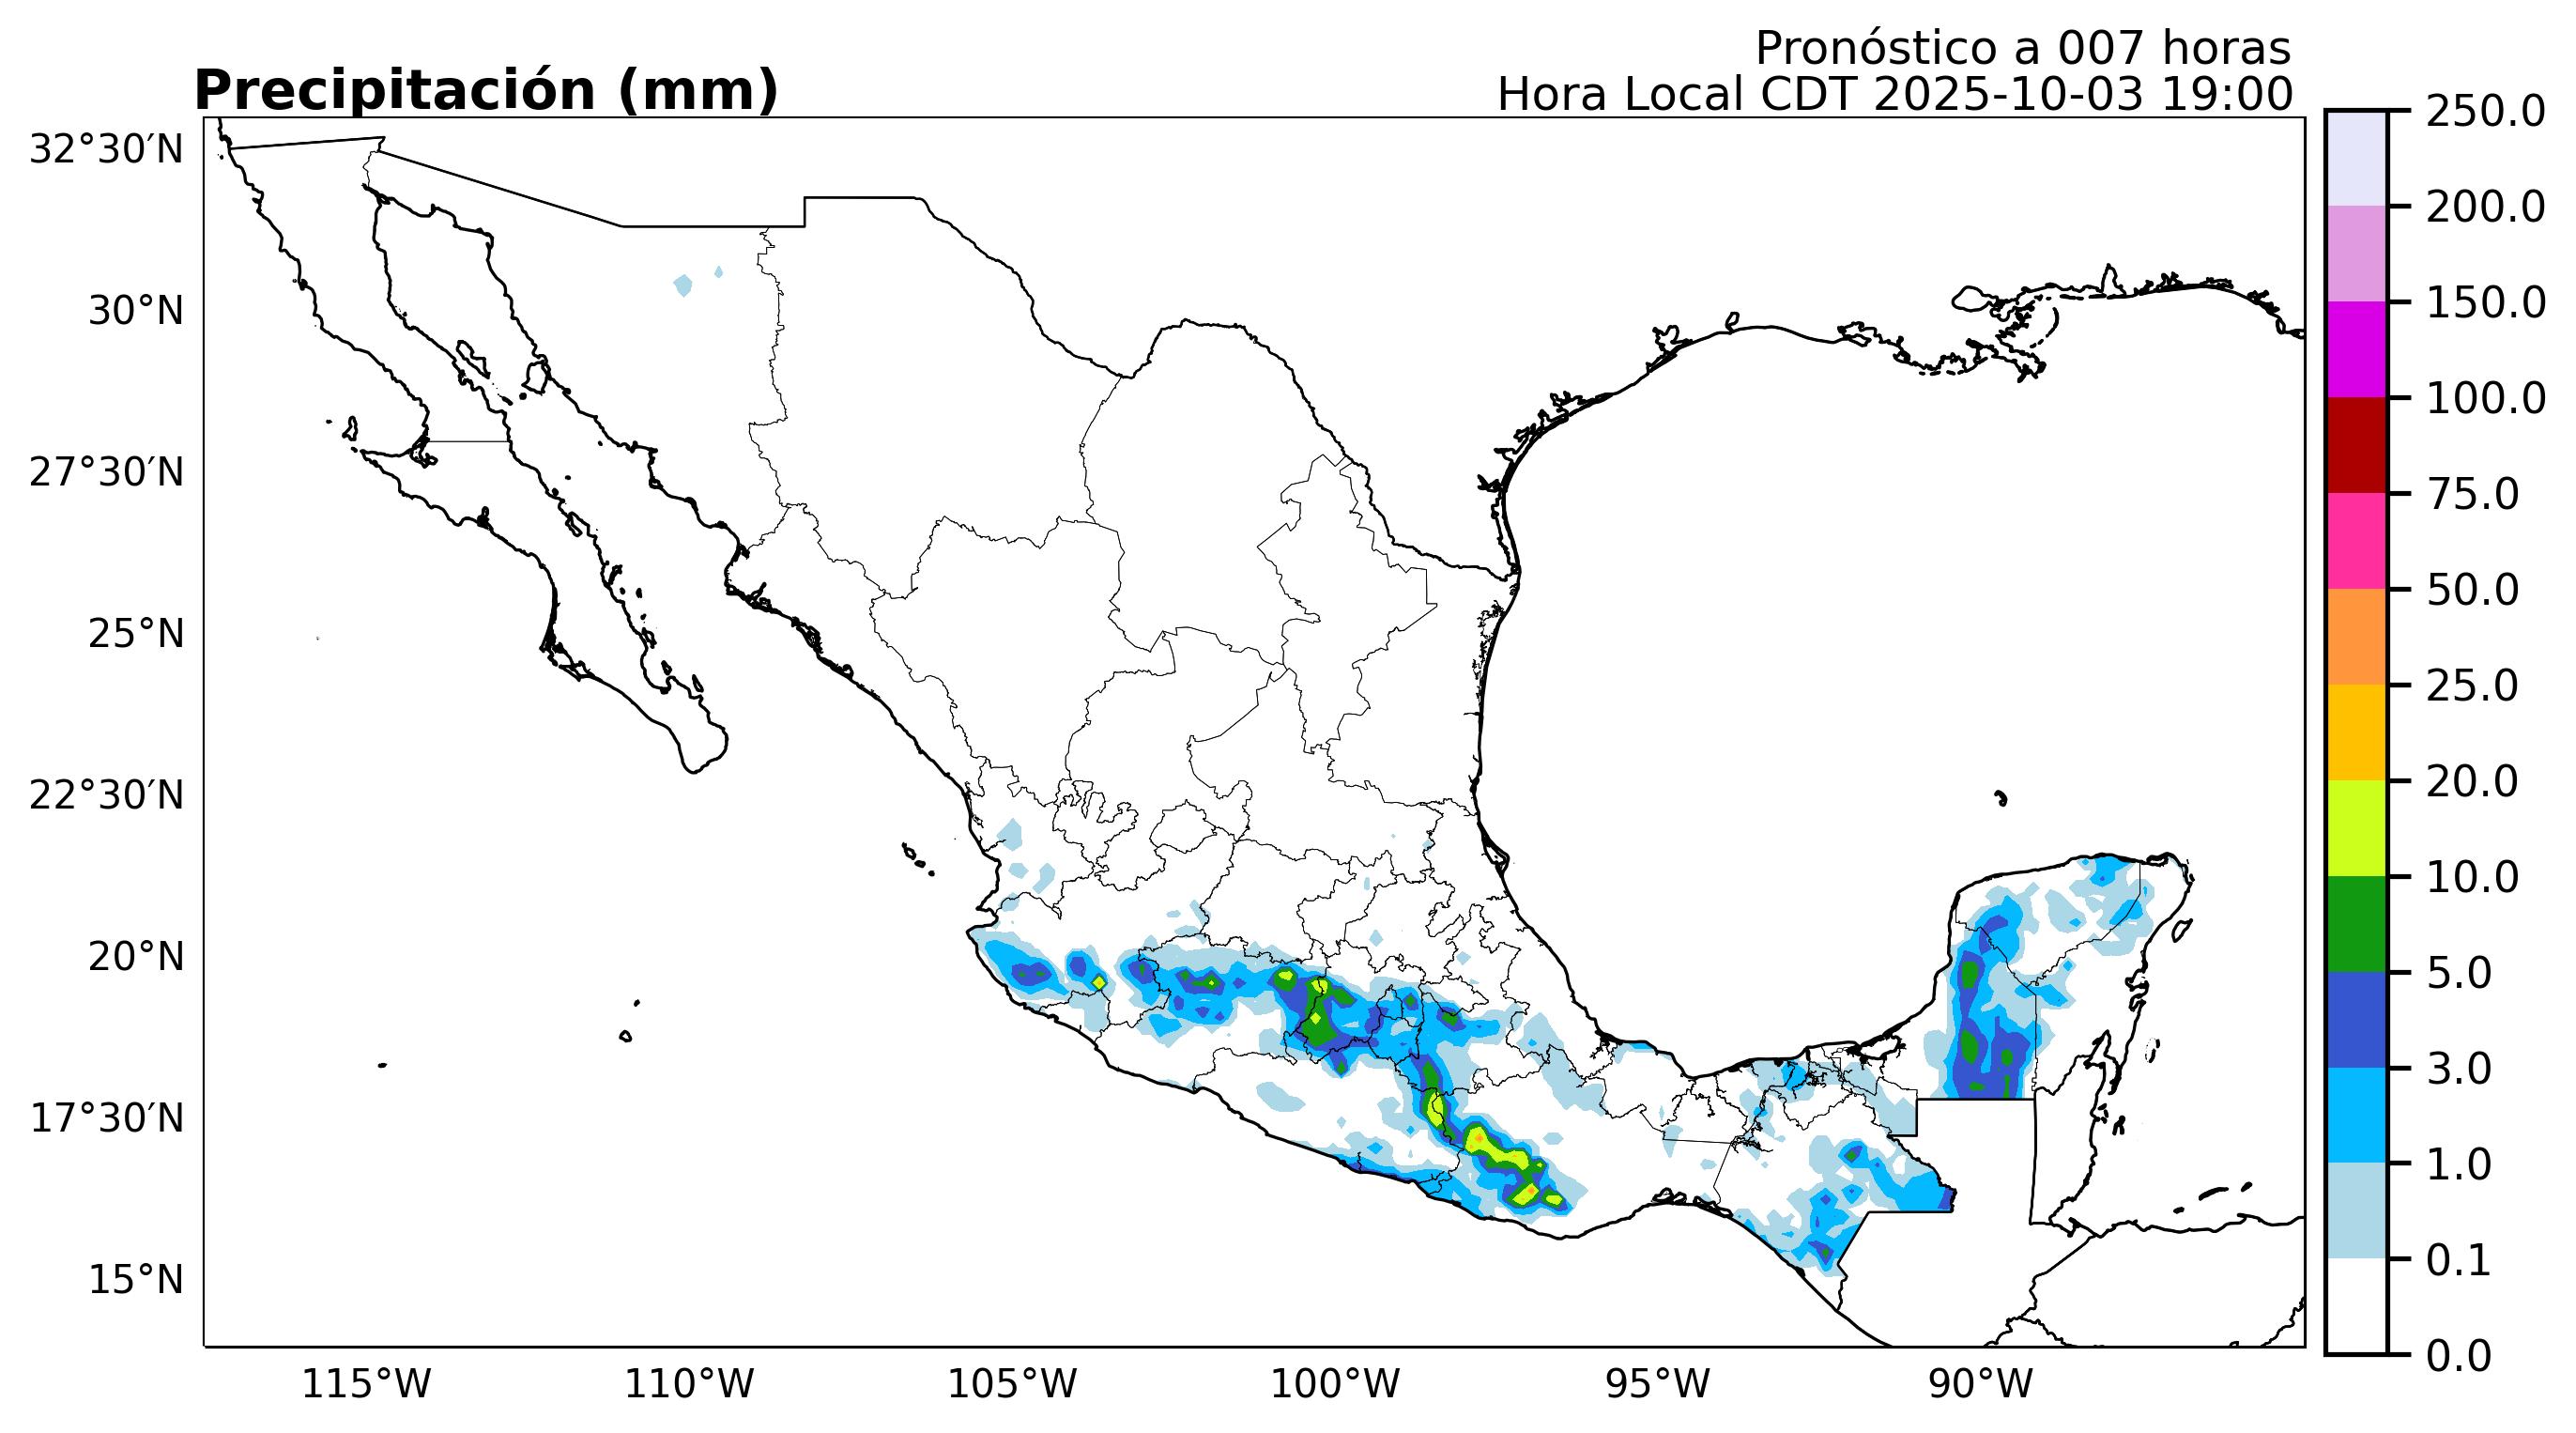 Pronóstico a 007 horas
Precipitación (mm)
Hora Local CDT 2025-10-03 19:00
32°30′N
30°N
27°30′N
25°N
22°30′N
20°N
17°30′N
15°N
115°W
110°W
105°W
100°W
95°W
90°W
250.0
200.0
150.0
100.0
75.0
50.0
25.0
20.0
10.0
5.0
3.0
1.0
0.1
0.0